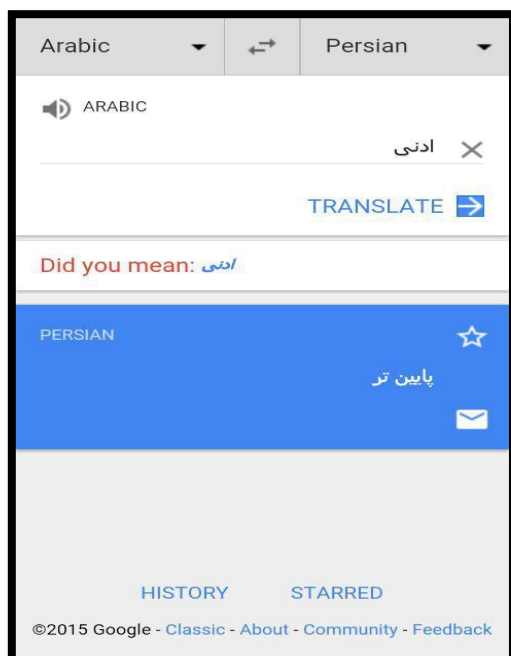 Arabic Persian
ARABIC
ادنی
TRANSLATE
Did you mean: ادنى
PERSIAN
پایین تر
HISTORY STARRED
©2015 Google - Classic - About - Community - Feedback